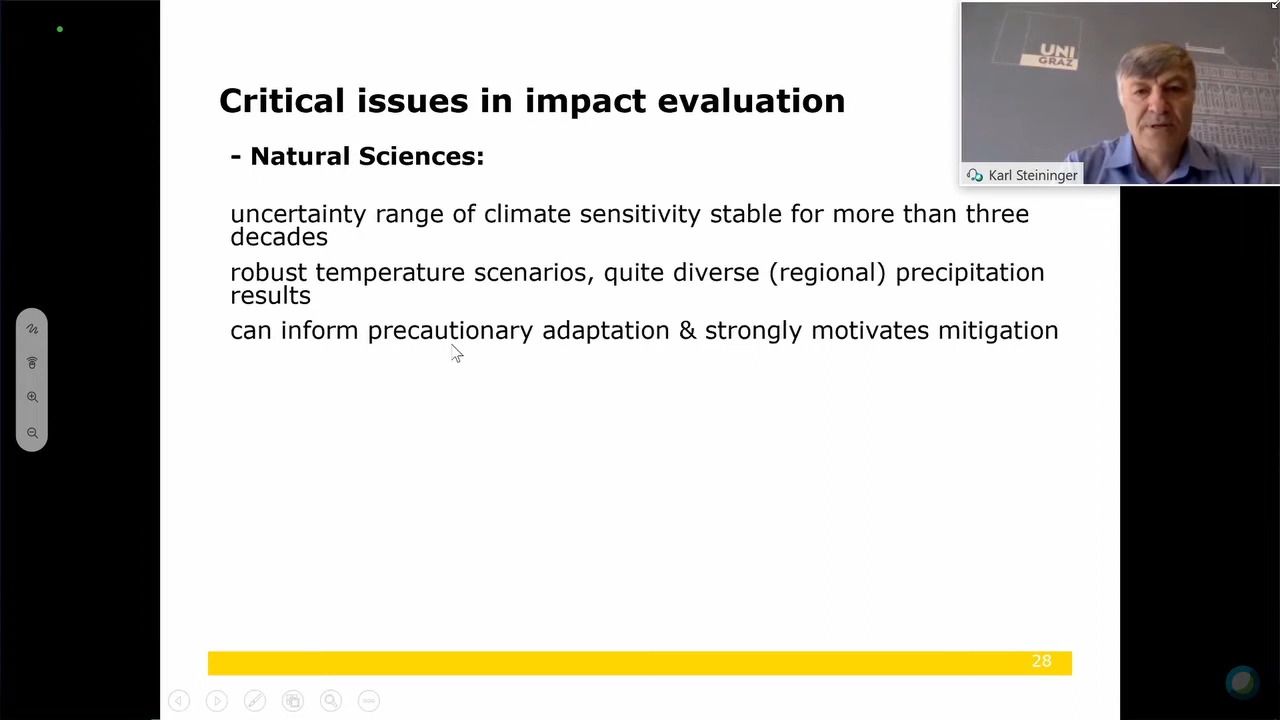 UNI
GRAZ
Karl Steininger
Critical issues in impact evaluation
- Natural Sciences:
uncertainty range of climate sensitivity stable for more than three
decades
robust temperature scenarios, quite diverse (regional) precipitation
results
can inform precautionary adaptation & strongly motivates mitigation
28